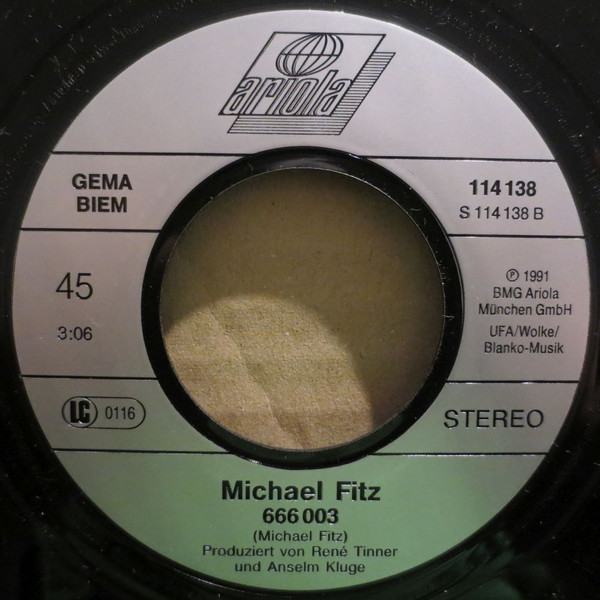 ariola
GEMA
BIEM
114 138
S 114 138 B
45
3:06
℗ 1991
BMG Ariola
München GmbH
UFA/Wolke/
Blanko-Musik
LC 0116
STEREO
Michael Fitz
666 003
(Michael Fitz)
Produziert von René Tinner
und Anselm Kluge